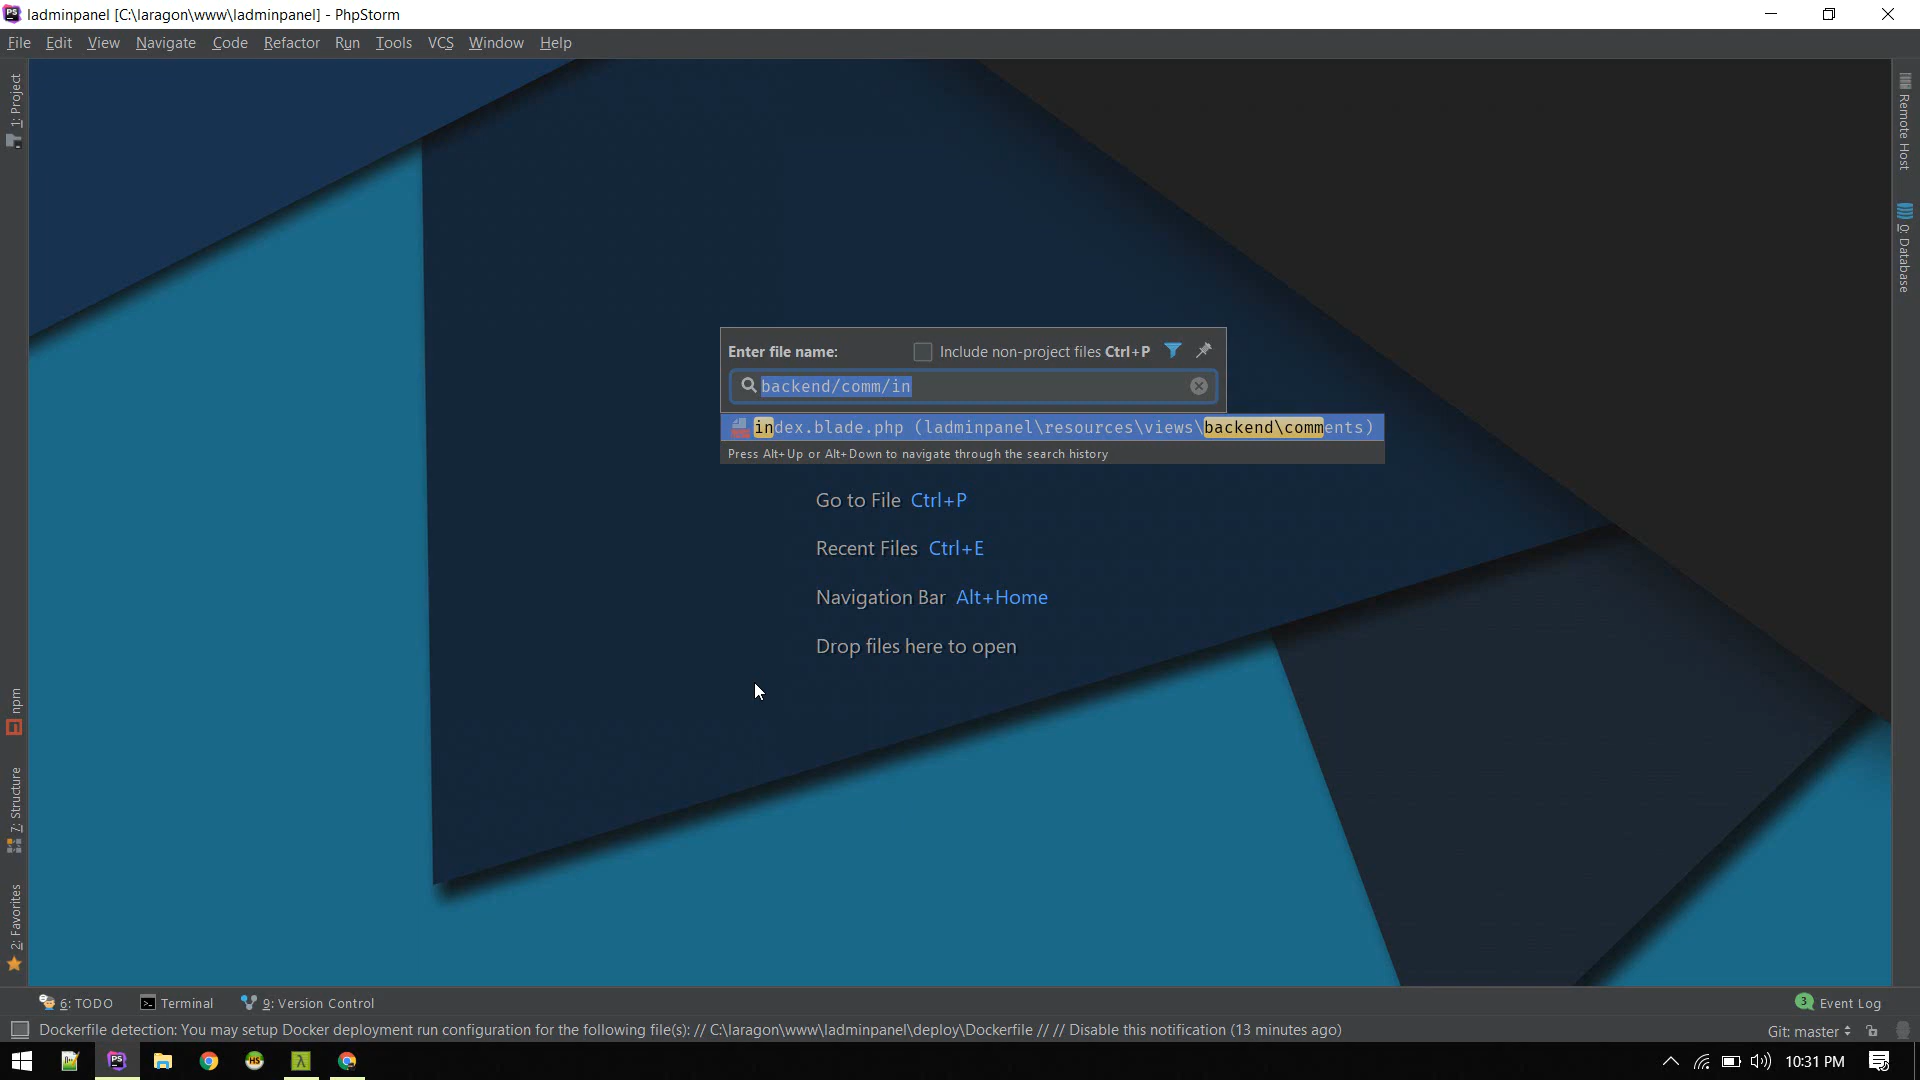 PS ladminpanel [C:\laragon\www\ladminpanel] - PhpStorm
File Edit View Navigate Code Refactor Run Tools VCS Window Help
1: Project
Remote Host
0: Database
Enter file name: Include non-project files Ctrl+P
backend/comm/in
index.blade.php (ladminpanel\resources\views\backend\comments)
Press Alt+Up or Alt+Down to navigate through the search history
Go to File Ctrl+P
Recent Files Ctrl+E
Navigation Bar Alt+Home
Drop files here to open
npm
7: Structure
2: Favorites
6: TODO Terminal 9: Version Control 3 Event Log
Dockerfile detection: You may setup Docker deployment run configuration for the following file(s): // C:\laragon\www\ladminpanel\deploy\Dockerfile // // Disable this notification (13 minutes ago) Git: master
PS HS λ 10:31 PM